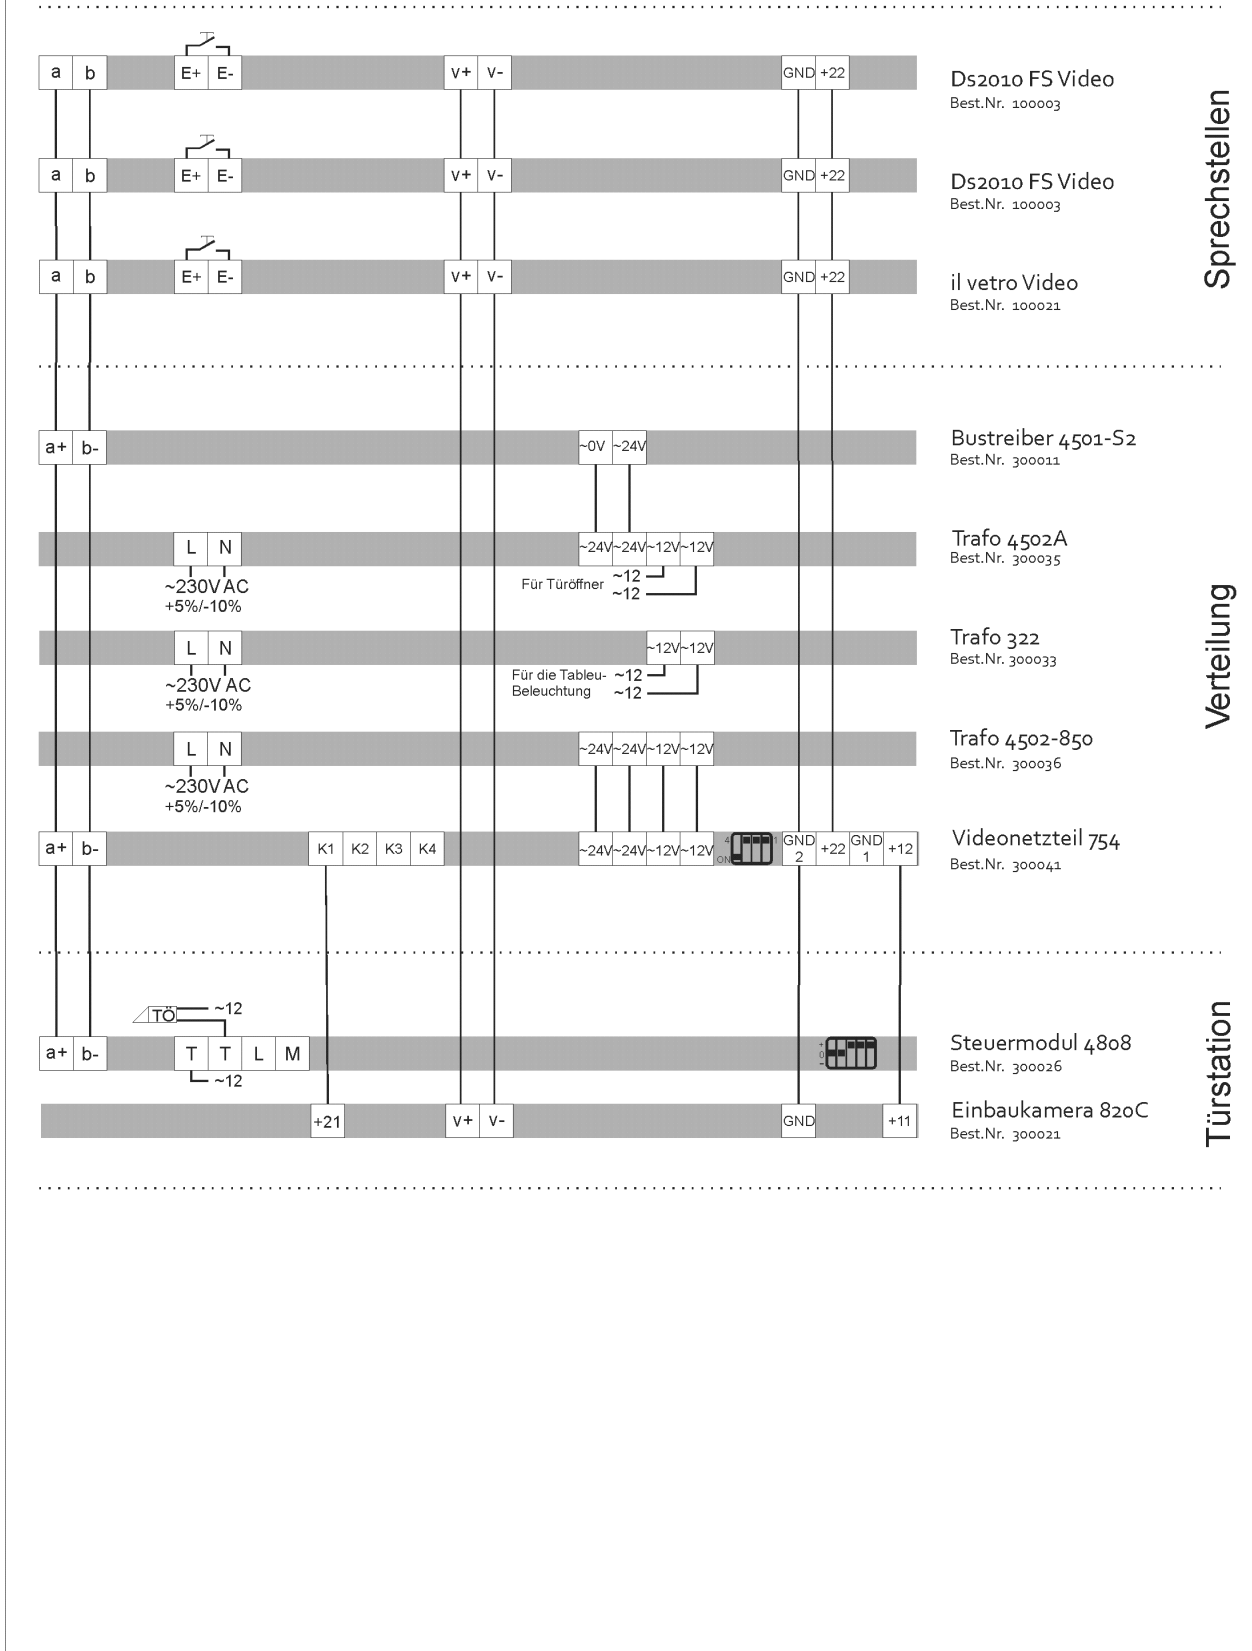 a b E+ E- v+ v- GND +22
Ds2010 FS Video
Best.Nr. 100003
a b E+ E- v+ v- GND +22
Ds2010 FS Video
Best.Nr. 100003
a b E+ E- v+ v- GND +22
il vetro Video
Best.Nr. 100021
Sprechstellen
a+ b- ~0V ~24V
Bustreiber 4501-S2
Best.Nr. 300011
L N ~24V ~24V ~12V ~12V
Trafo 4502A
Best.Nr. 300035
~230V AC
+5%/-10%
Für Türöffner ~12
~12
L N ~12V ~12V
Trafo 322
Best.Nr. 300033
~230V AC
+5%/-10%
Für die Tableu- ~12
Beleuchtung ~12
L N ~24V ~24V ~12V ~12V
Trafo 4502-850
Best.Nr. 300036
~230V AC
+5%/-10%
a+ b- K1 K2 K3 K4 ~24V ~24V ~12V ~12V 4 1 ON GND 2 +22 GND 1 +12
Videonetzteil 754
Best.Nr. 300041
Verteilung
TÖ ~12
a+ b- T T L M + 0 -
~12
Steuermodul 4808
Best.Nr. 300026
+21 v+ v- GND +11
Einbaukamera 820C
Best.Nr. 300021
Türstation